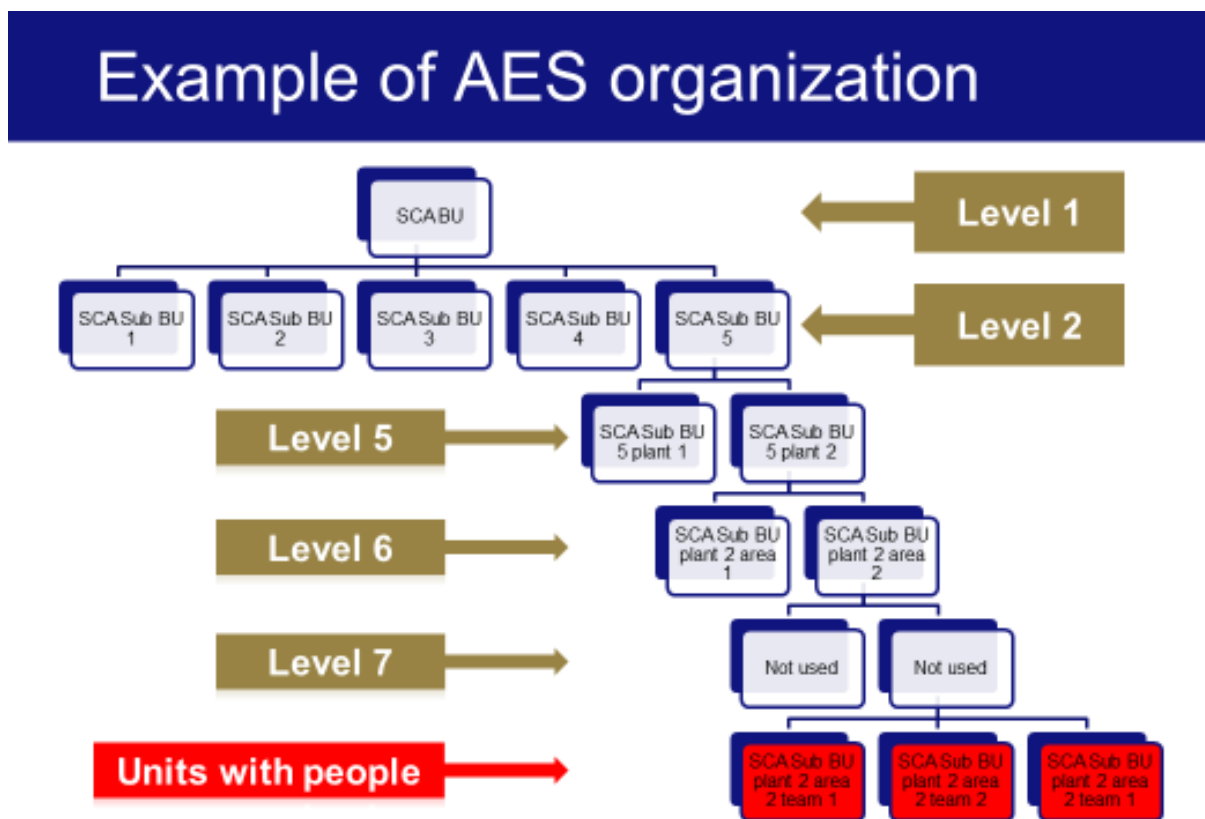 Example of AES organization
SCA BU
Level 1
SCA Sub BU
1
SCA Sub BU
2
SCA Sub BU
3
SCA Sub BU
4
SCA Sub BU
5
Level 2
Level 5
SCA Sub BU
5 plant 1
SCA Sub BU
5 plant 2
Level 6
SCA Sub BU
plant 2 area
1
SCA Sub BU
plant 2 area
2
Level 7
Not used
Not used
Units with people
SCA Sub BU
plant 2 area
2 team 1
SCA Sub BU
plant 2 area
2 team 2
SCA Sub BU
plant 2 area
2 team 1